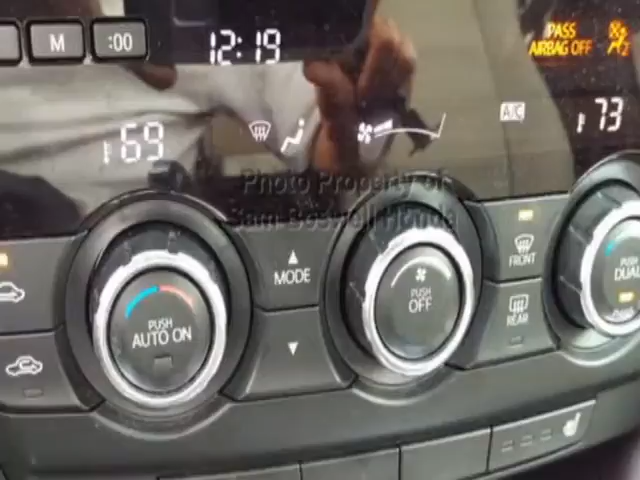 M
:00
12:19
PASS
AIRBAG OFF
2
69
A/C
73
Photo Property of
Sam Boswell Honda
MODE
PUSH
OFF
FRONT
REAR
PUSH
AUTO ON
PUSH
DUAL